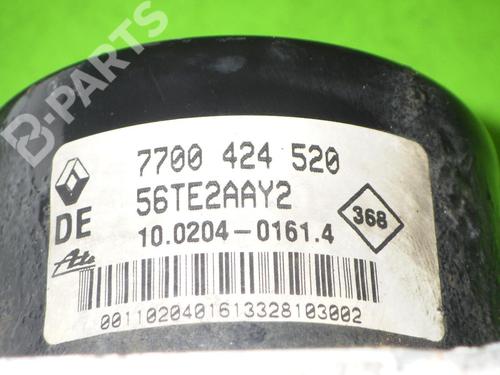 B-PARTS
7700 424 520
56TE2AAY2
DE
368
10.0204-0161.4
Ate
0011020401613328103002